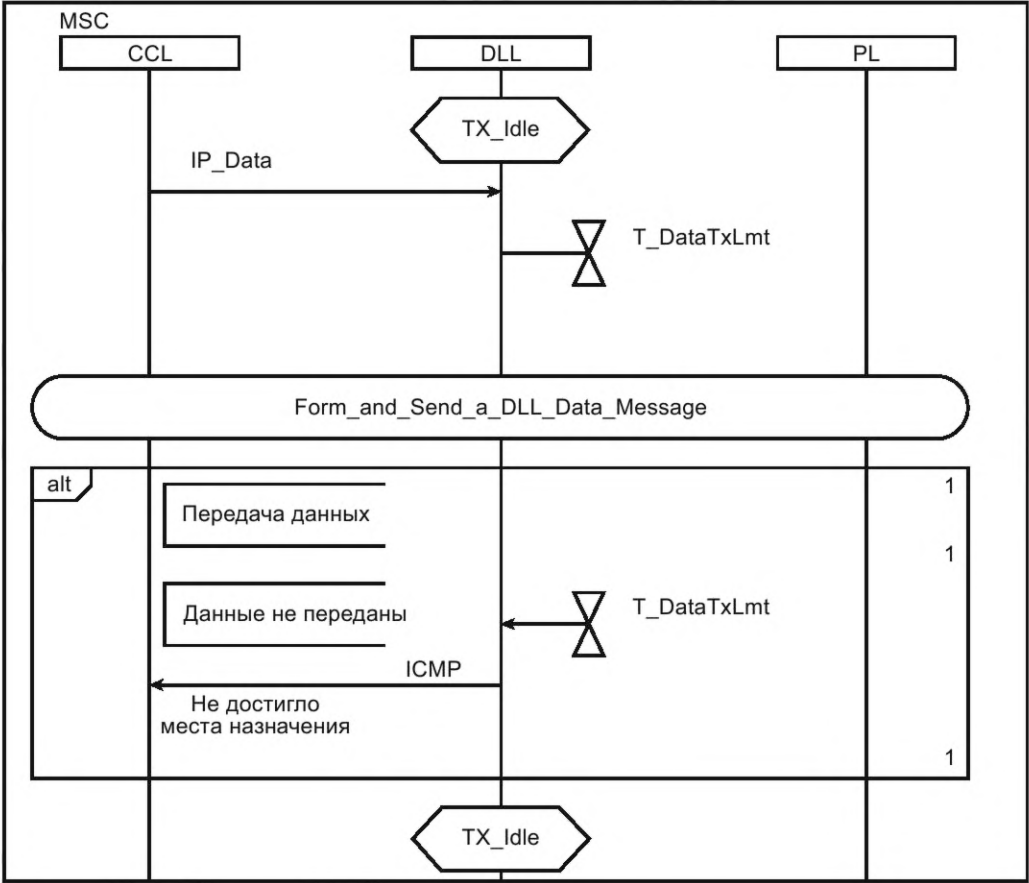 MSC
CCL
DLL
PL
TX_Idle
IP_Data
T_DataTxLmt
Form_and_Send_a_DLL_Data_Message
alt
1
Передача данных
1
Данные не переданы
T_DataTxLmt
ICMP
Не достигло
места назначения
1
TX_Idle